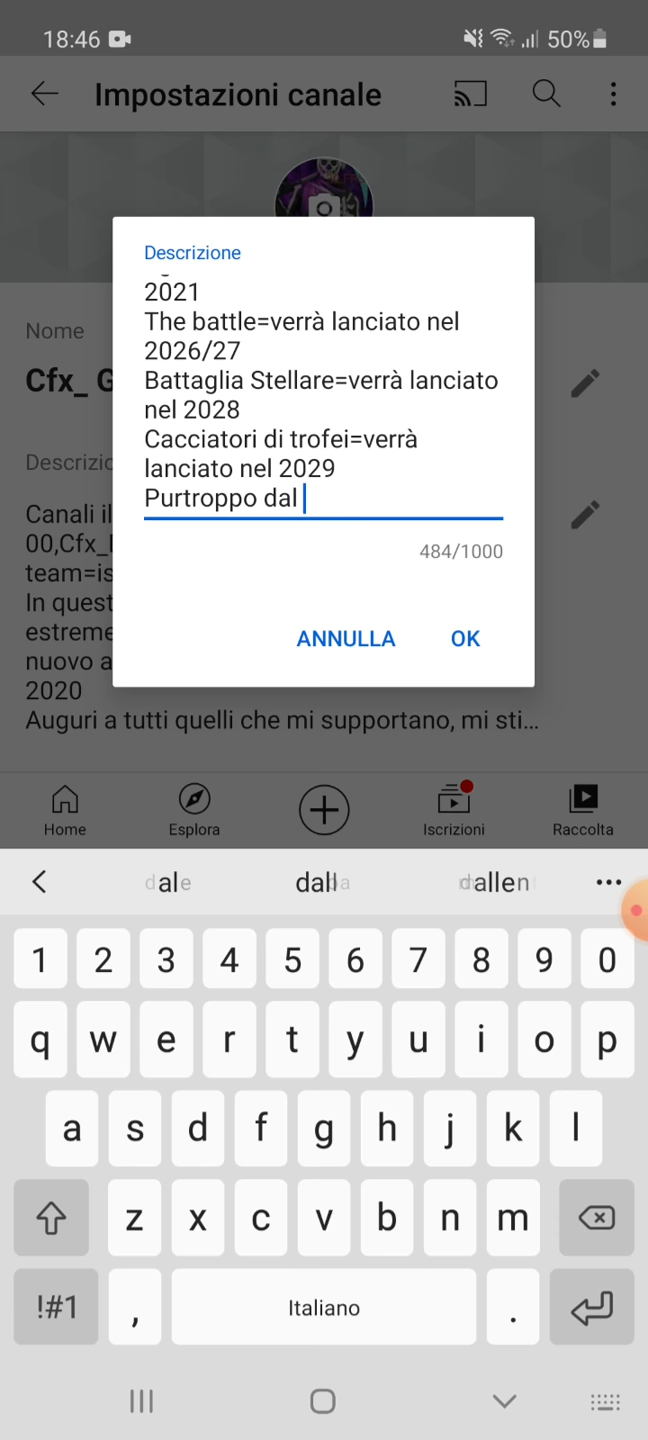 18:46
50%
Impostazioni canale
Descrizione
2021
The battle=verrà lanciato nel
2026/27
Battaglia Stellare=verrà lanciato
nel 2028
Cacciatori di trofei=verrà
lanciato nel 2029
Purtroppo dal
484/1000
ANNULLA OK
Nome
Cfx_ G
Descrizio
Canali il
00,Cfx_
team=is
In quest
estreme
nuovo a
2020
Auguri a tutti quelli che mi supportano, mi sti...
Home Esplora Iscrizioni Raccolta
dall
1 2 3 4 5 6 7 8 9 0
q w e r t y u i o p
a s d f g h j k l
z x c v b n m
!#1 , Italiano .